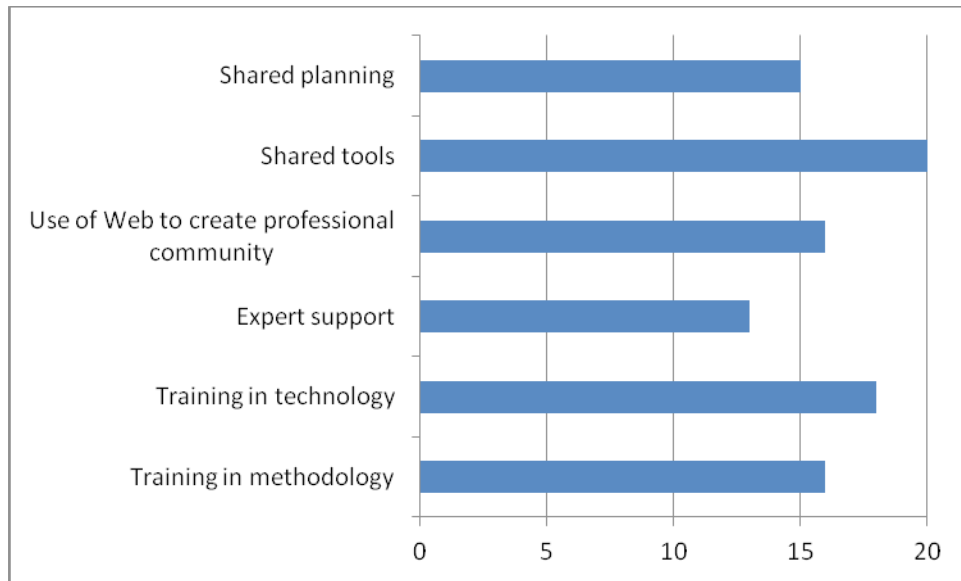 Shared planning
Shared tools
Use of Web to create professional
community
Expert support
Training in technology
Training in methodology
0 5 10 15 20